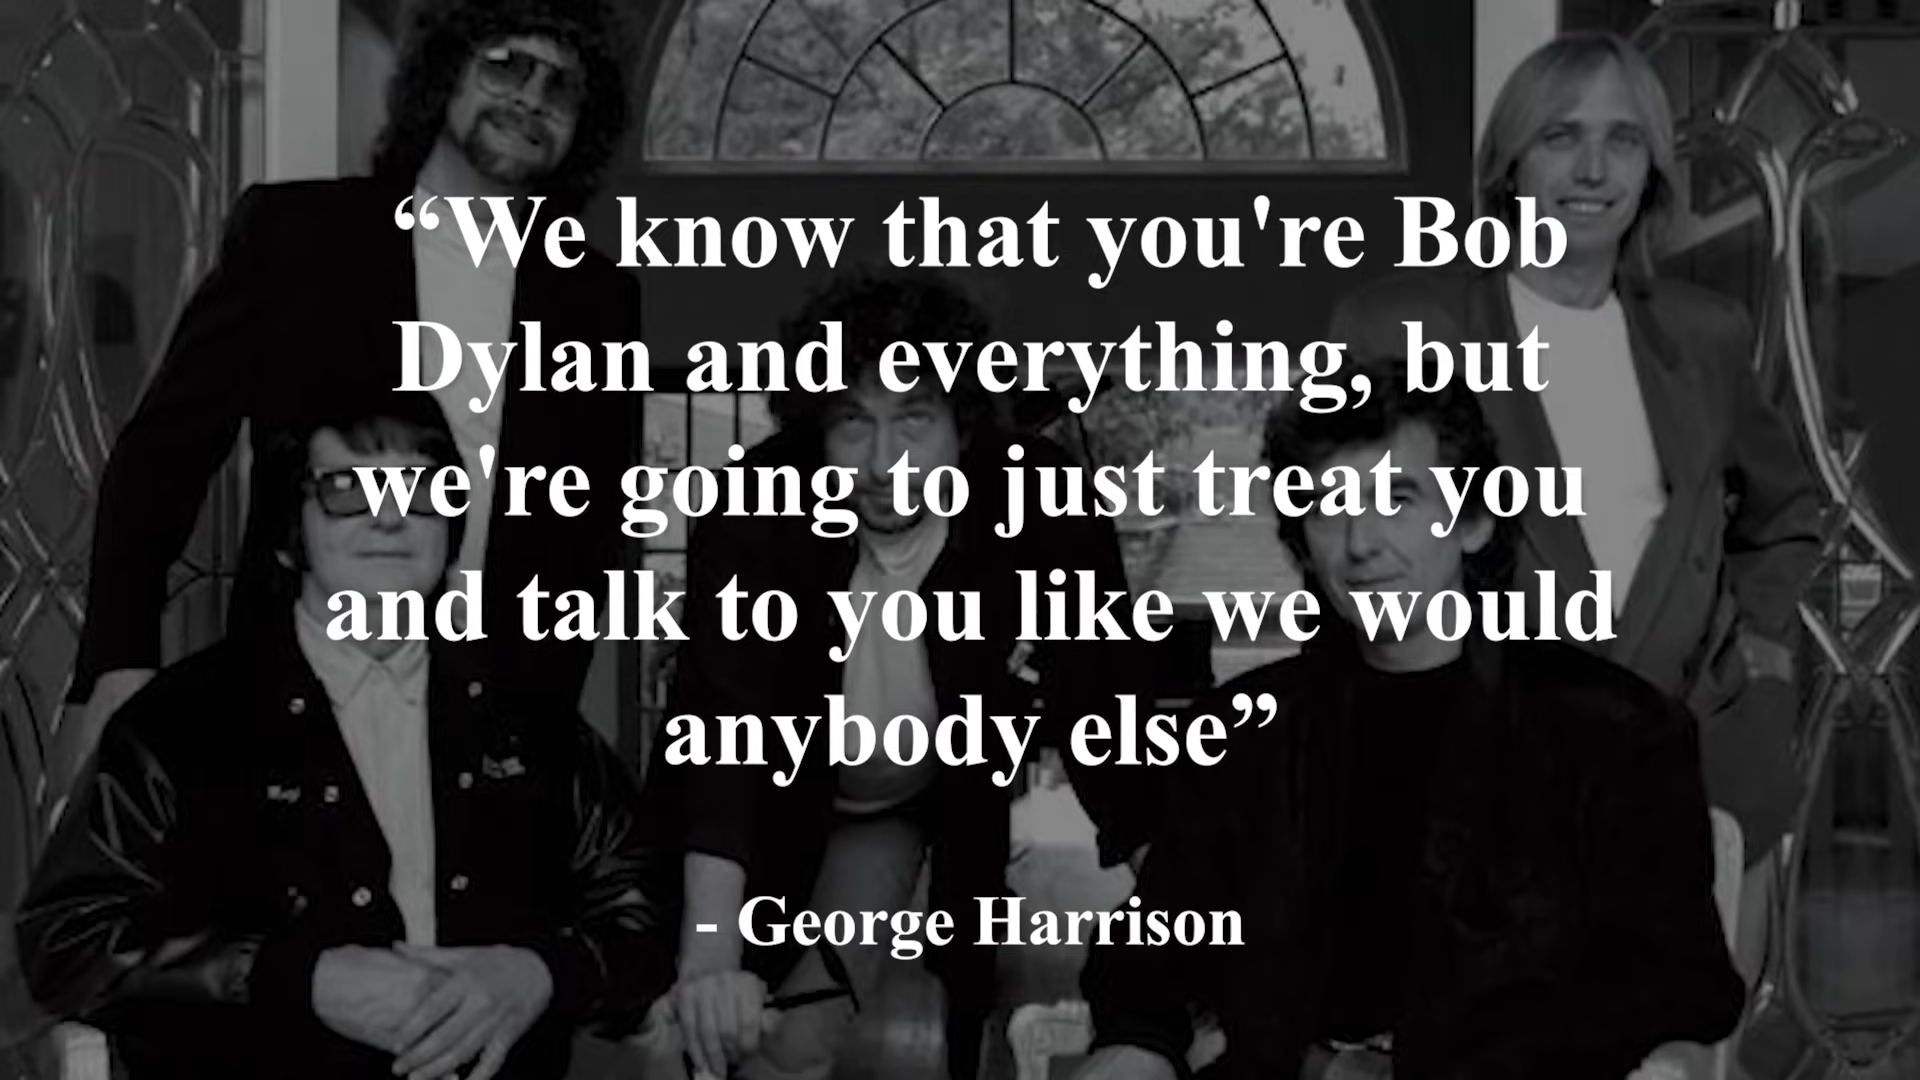 “We know that you're Bob
Dylan and everything, but
we're going to just treat you
and talk to you like we would
anybody else”
- George Harrison